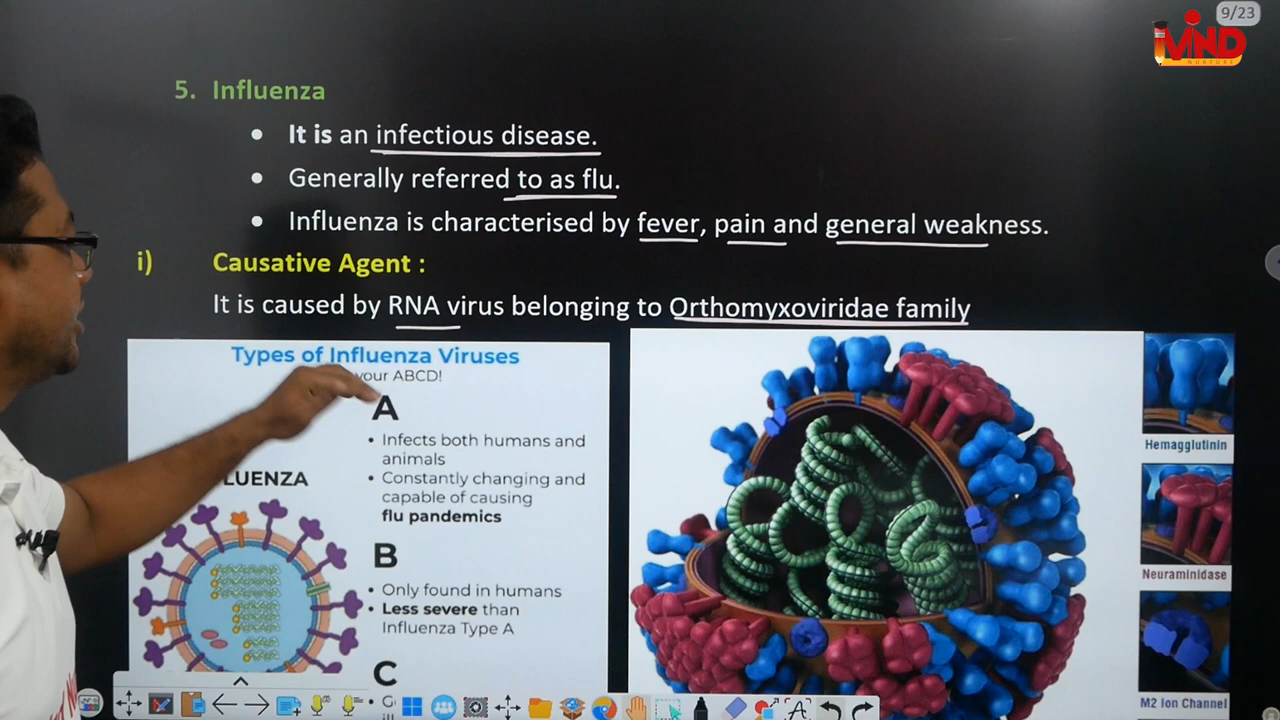 9/23
MIND
NURTURE
5. Influenza
• It is an infectious disease.
• Generally referred to as flu.
• Influenza is characterised by fever, pain and general weakness.
i) Causative Agent :
It is caused by RNA virus belonging to Orthomyxoviridae family
Types of Influenza Viruses
your ABCD!
A
• Infects both humans and
animals
• Constantly changing and
capable of causing
flu pandemics
LUENZA
B
• Only found in humans
• Less severe than
Influenza Type A
C
Hemagglutinin
Neuraminidase
M2 Ion Channel